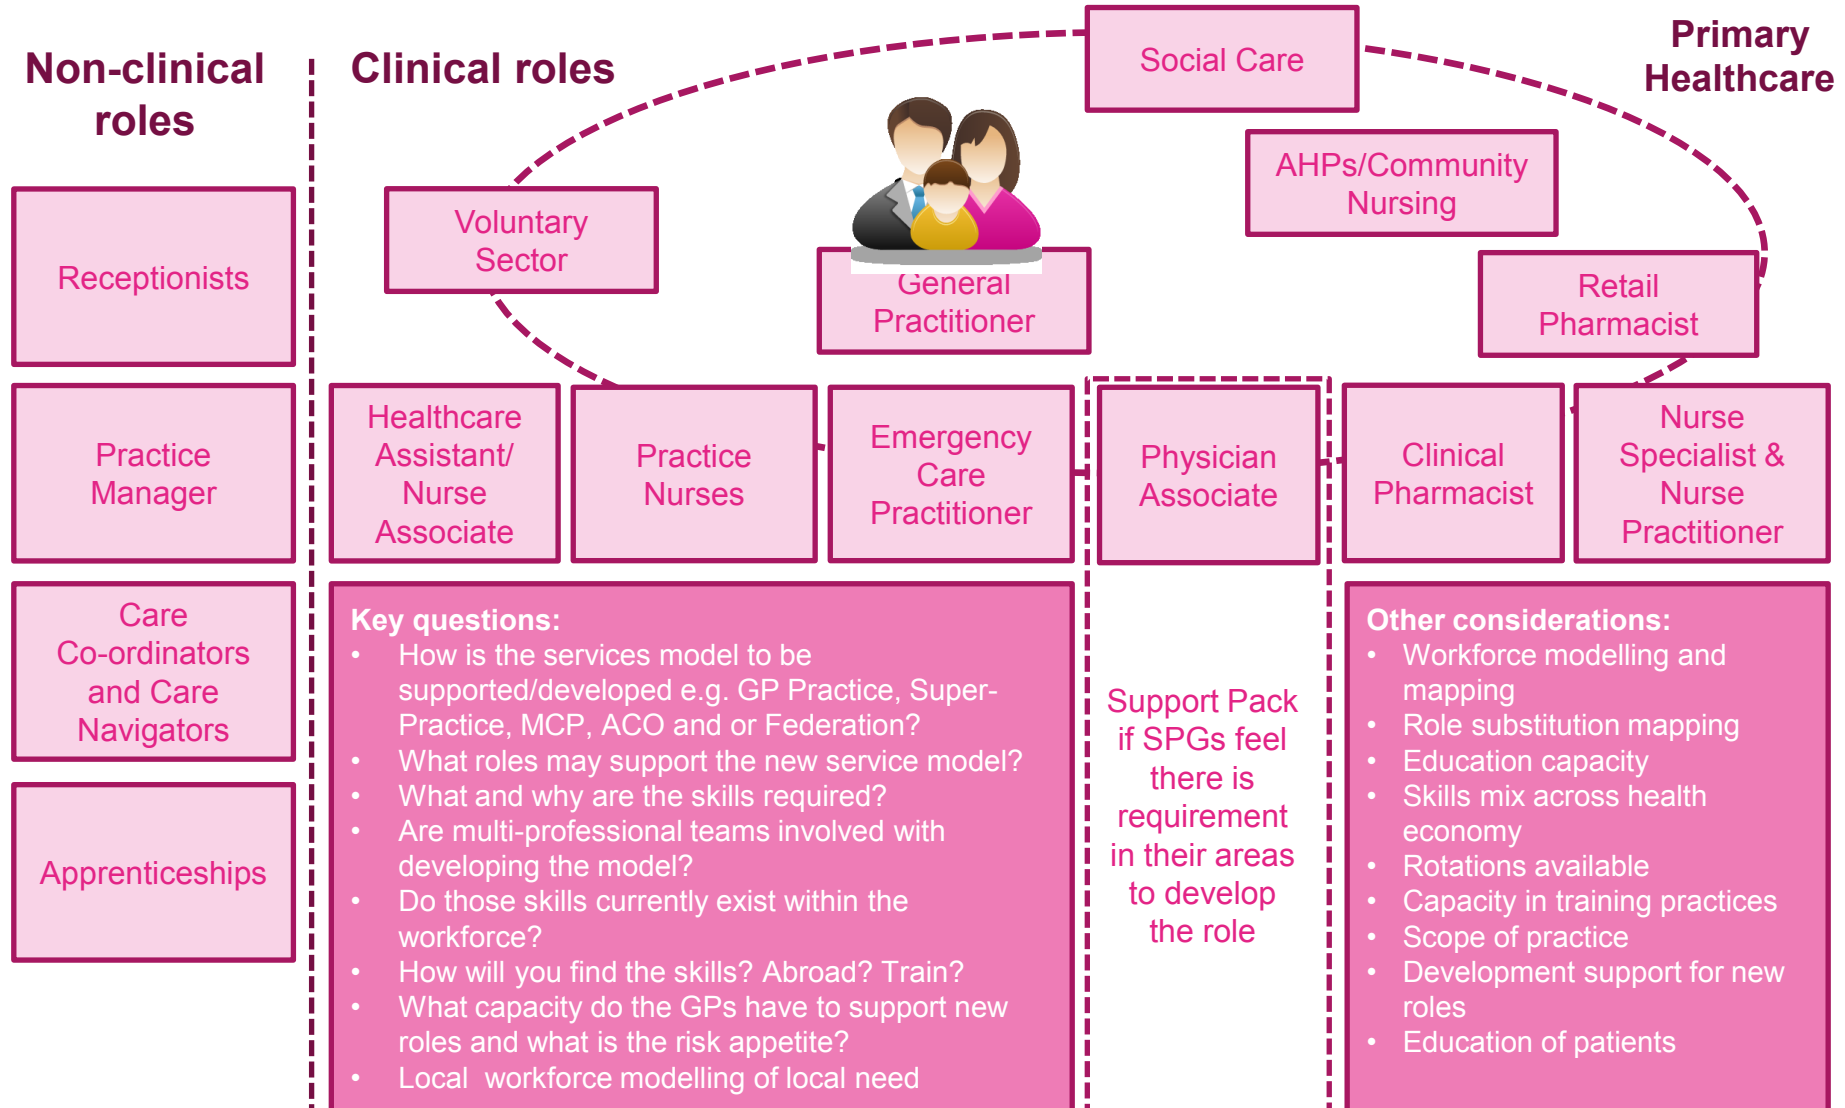 Non-clinical
roles
Clinical roles
Primary
Healthcare
Social Care
AHPs/Community
Nursing
Voluntary
Sector
General
Practitioner
Retail
Pharmacist
Receptionists
Practice
Manager
Care
Co-ordinators
and Care
Navigators
Apprenticeships
Healthcare
Assistant/
Nurse
Associate
Practice
Nurses
Emergency
Care
Practitioner
Physician
Associate
Clinical
Pharmacist
Nurse
Specialist &
Nurse
Practitioner
Key questions:
• How is the services model to be
supported/developed e.g. GP Practice, Super-
Practice, MCP, ACO and or Federation?
• What roles may support the new service model?
• What and why are the skills required?
• Are multi-professional teams involved with
developing the model?
• Do those skills currently exist within the
workforce?
• How will you find the skills? Abroad? Train?
• What capacity do the GPs have to support new
roles and what is the risk appetite?
• Local  workforce modelling of local need
Support Pack
if SPGs feel
there is
requirement
in their areas
to develop
the role
Other considerations:
• Workforce modelling and
mapping
• Role substitution mapping
• Education capacity
• Skills mix across health
economy
• Rotations available
• Capacity in training practices
• Scope of practice
• Development support for new
roles
• Education of patients